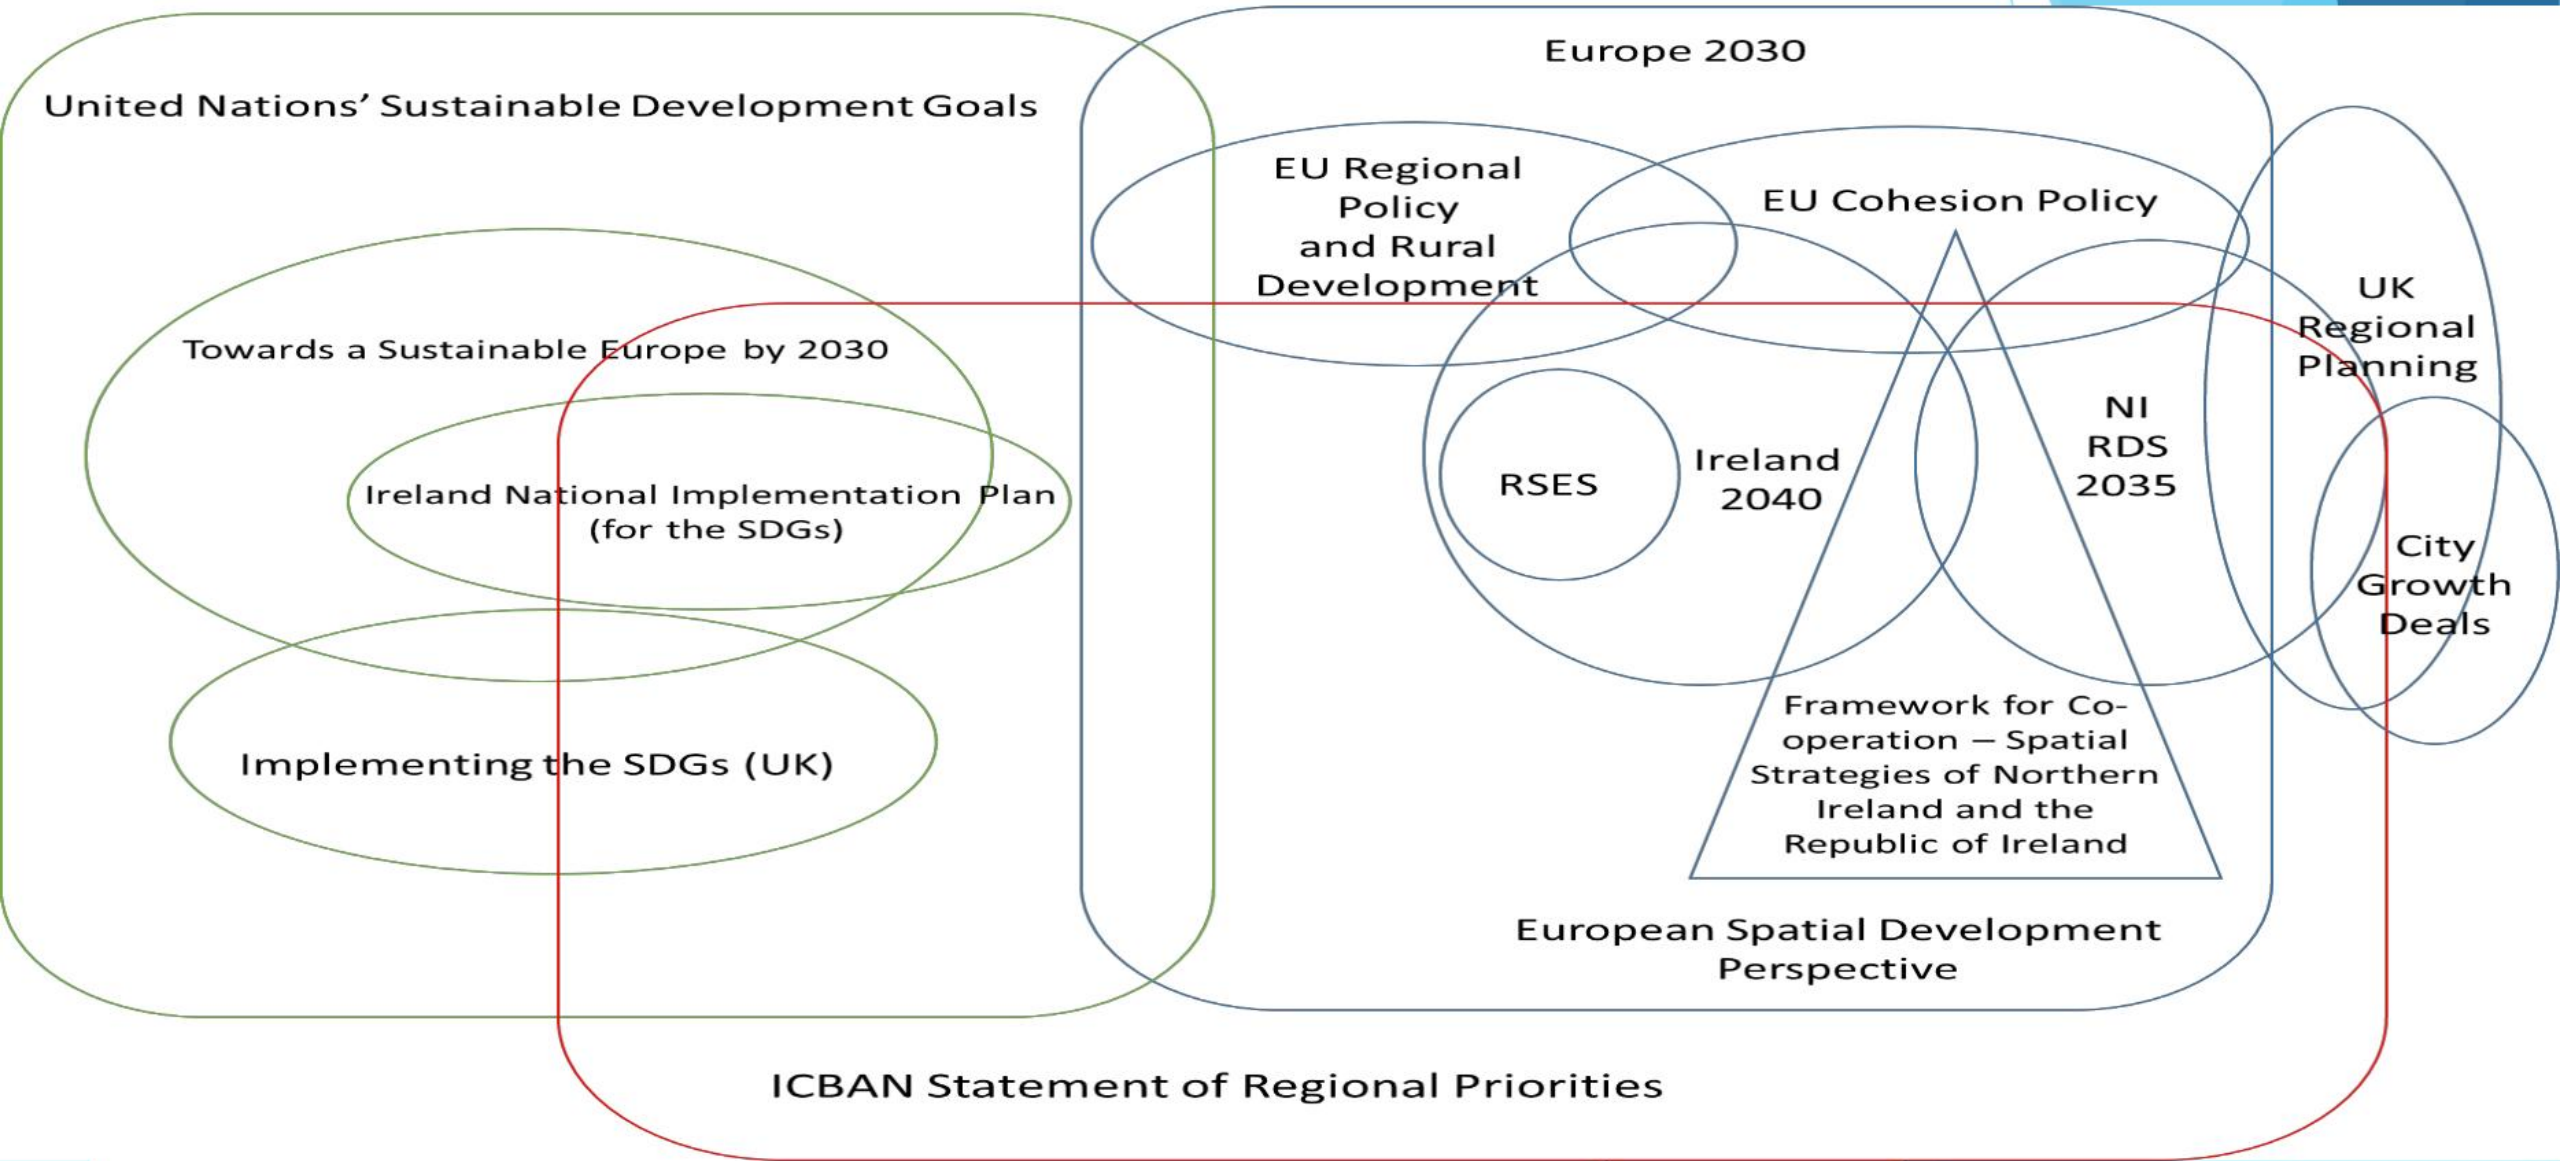 United Nations’ Sustainable Development Goals
Towards a Sustainable Europe by 2030
Ireland National Implementation Plan
(for the SDGs)
Implementing the SDGs (UK)
Europe 2030
EU Regional
Policy
and Rural
Development
EU Cohesion Policy
RSES
Ireland
2040
NI
RDS
2035
UK
Regional
Planning
City
Growth
Deals
Framework for Co-
operation – Spatial
Strategies of Northern
Ireland and the
Republic of Ireland
European Spatial Development
Perspective
ICBAN Statement of Regional Priorities